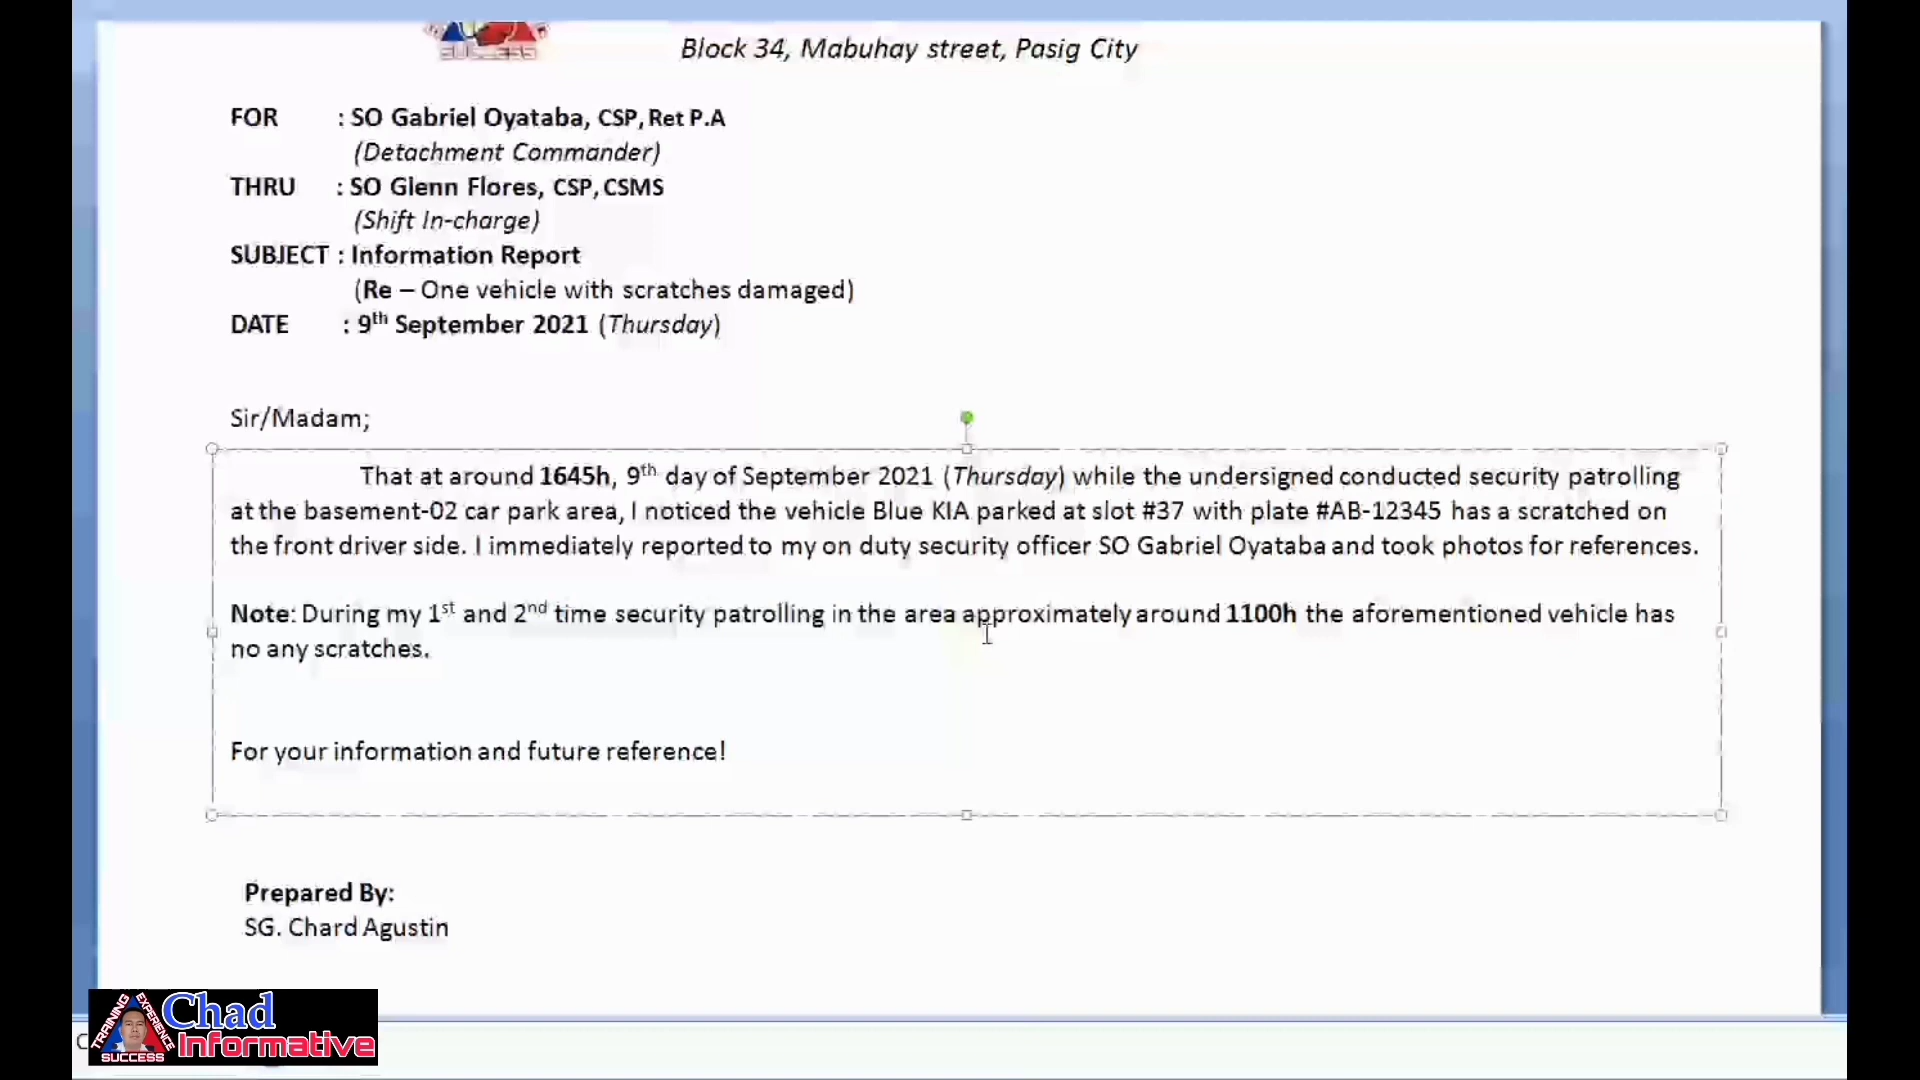 SUCCESS
Block 34, Mabuhay street, Pasig City
FOR : SO Gabriel Oyataba, CSP, Ret P.A
(Detachment Commander)
THRU : SO Glenn Flores, CSP, CSMS
(Shift In-charge)
SUBJECT : Information Report
(Re – One vehicle with scratches damaged)
DATE : 9th September 2021 (Thursday)
Sir/Madam;
That at around 1645h, 9th day of September 2021 (Thursday) while the undersigned conducted security patrolling
at the basement-02 car park area, I noticed the vehicle Blue KIA parked at slot #37 with plate #AB-12345 has a scratched on
the front driver side. I immediately reported to my on duty security officer SO Gabriel Oyataba and took photos for references.
Note: During my 1st and 2nd time security patrolling in the area approximately around 1100h the aforementioned vehicle has
no any scratches.
For your information and future reference!
Prepared By:
SG. Chard Agustin
TRAINING EXPERIENCE
SUCCESS
Chad
Informative